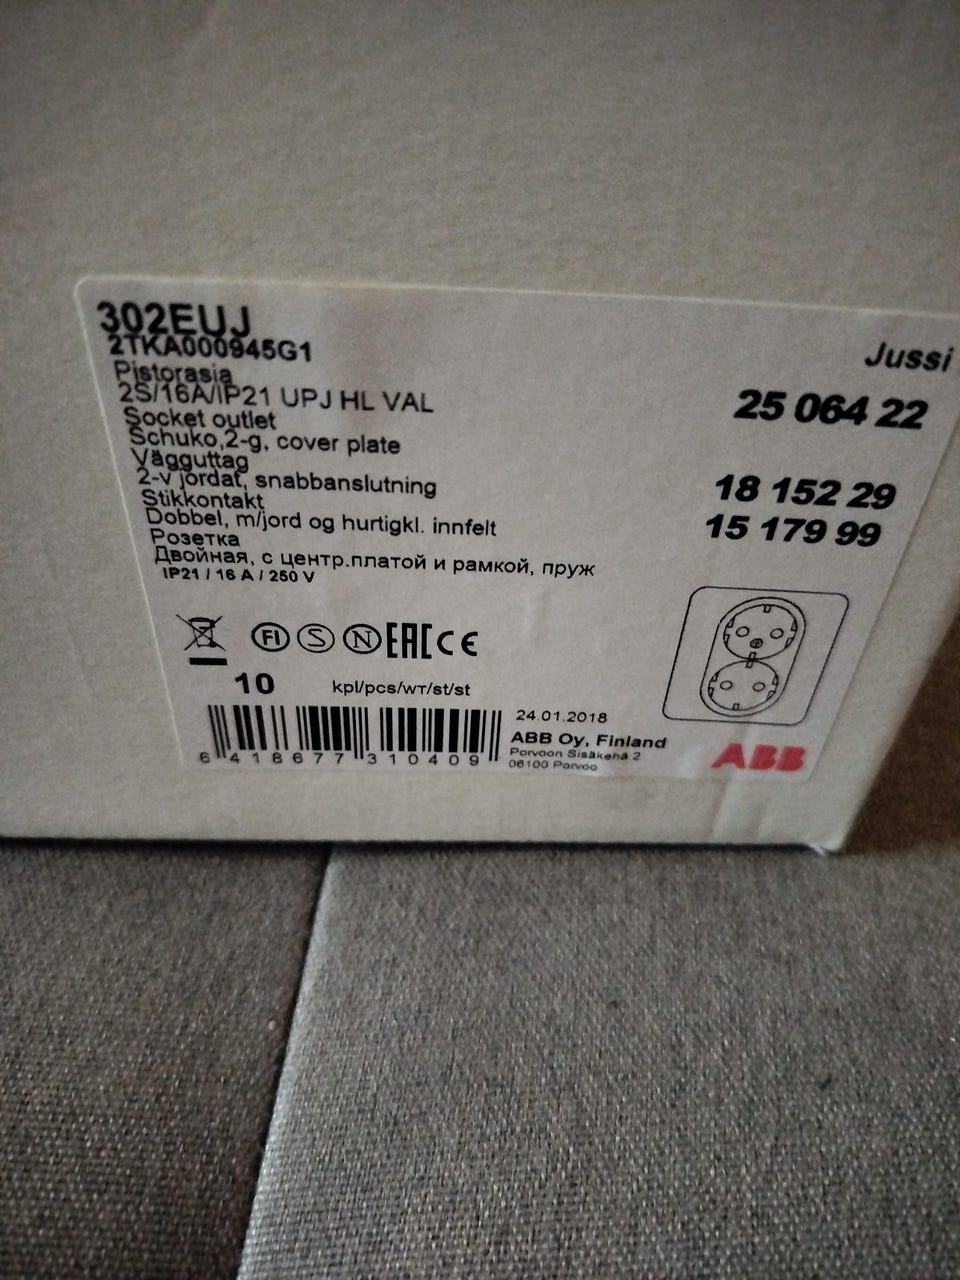 302EUJ
2TKA000945G1
Jussi
Pistorasia
2S/16A/IP21 UPJ HL VAL
25 064 22
Socket outlet
Schuko,2-g, cover plate
Vägguttag
2-v jordat, snabbanslutning
18 152 29
Stikkontakt
Dobbel, m/jord og hurtigkl. innfelt
15 179 99
Розетка
Двойная, с центр.платой и рамкой, пруж
IP21 / 16 A / 250 V
FI S N EAC CE
10 kpl/pcs/шт/st/st
24.01.2018
ABB Oy, Finland
Porvoon Sisäkehä 2
06100 Porvoo
ABB
6 418677 310409